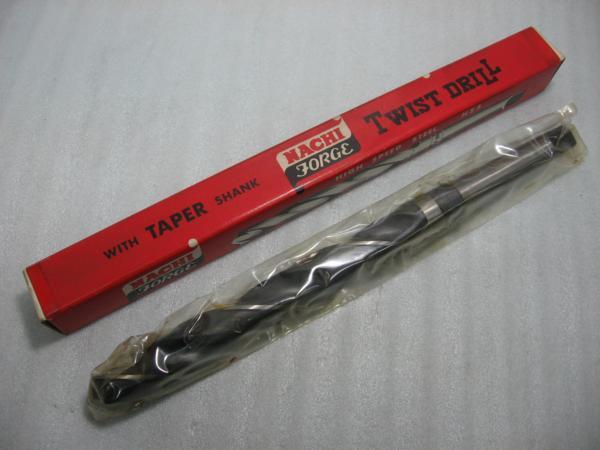 WITH TAPER SHANK
NACHI
FORGE
TWIST DRILL
HIGH SPEED STEEL
NACHI
FORGE